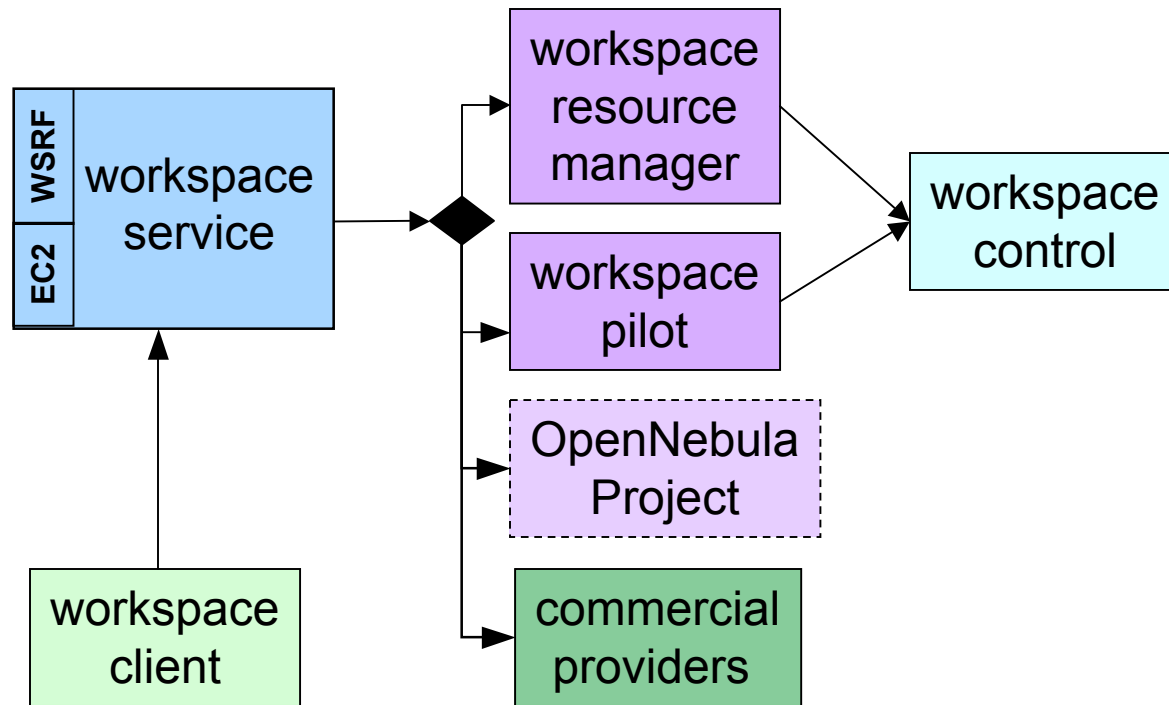 WSRF
EC2
workspace
service
workspace
client
workspace
resource
manager
workspace
pilot
OpenNebula
Project
commercial
providers
workspace
control